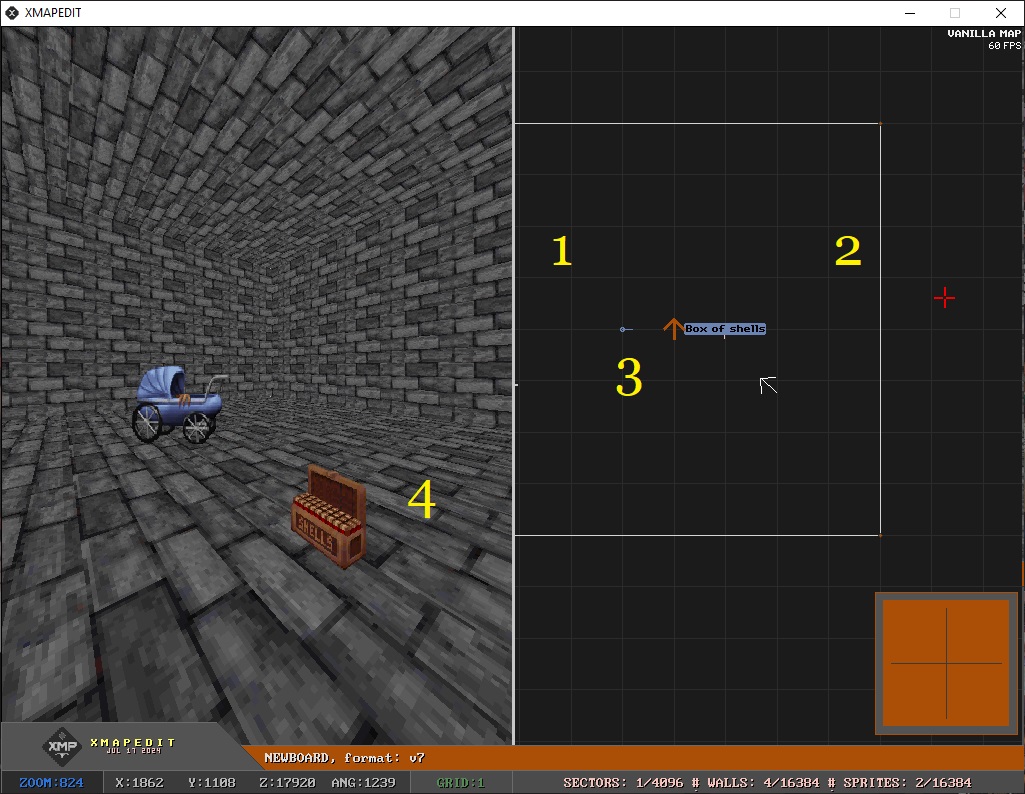 XMAPEDIT
VANILLA MAP
60 FPS
1
2
Box of shells
3
4
SHELLS
XMP
XMAPEDIT
JUL 17 2024
NEWBOARD, format: v7
ZOOM:824 X:1862 Y:1108 Z:17920 ANG:1239 GRID:1 SECTORS: 1/4096 # WALLS: 4/16384 # SPRITES: 2/16384